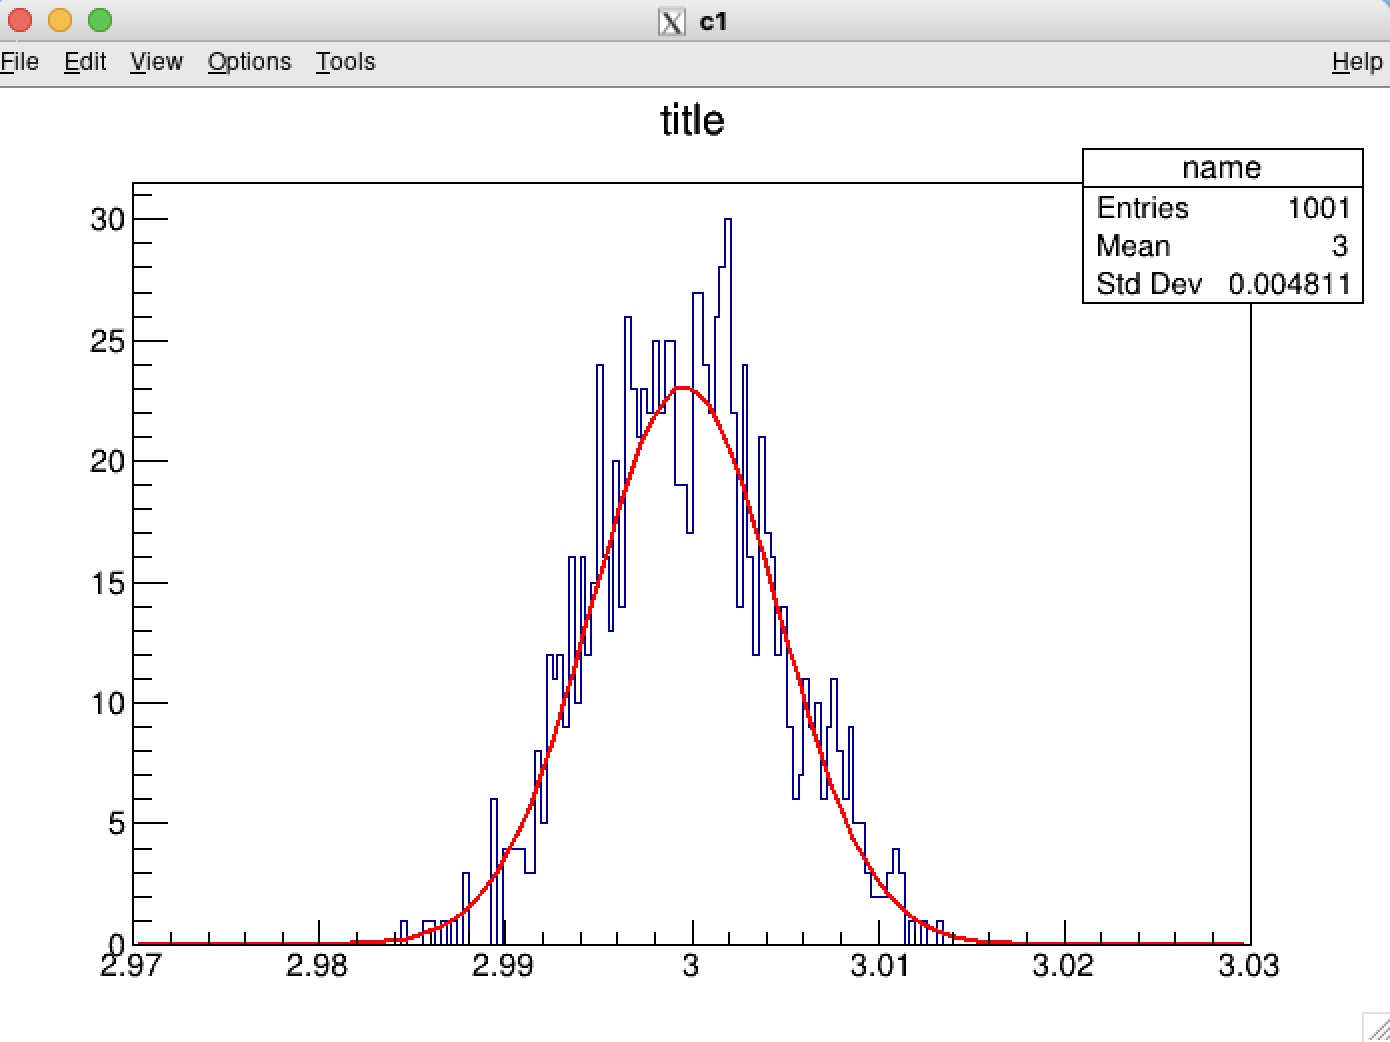 c1
File Edit View Options Tools Help
title
name
Entries 1001
Mean 3
Std Dev 0.004811
30
25
20
15
10
5
0
2.97 2.98 2.99 3 3.01 3.02 3.03